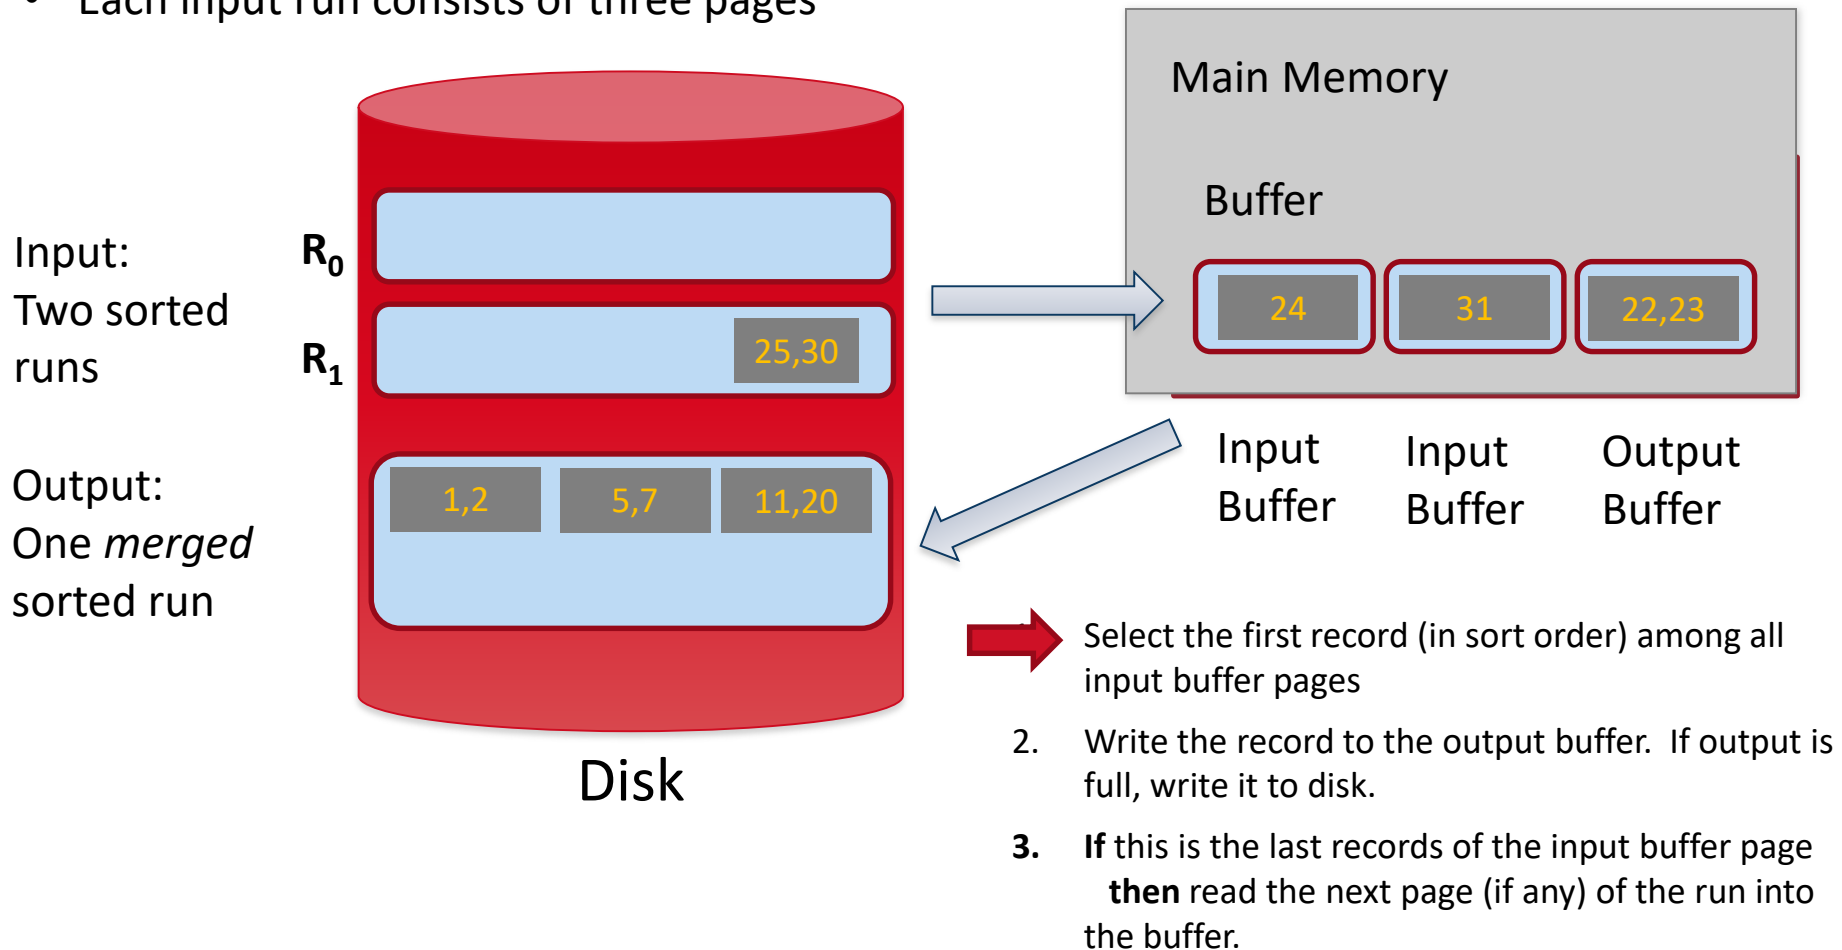 • Each input run consists of three pages
Main Memory
Buffer
Input:
Two sorted
runs
R0
R1
25,30
24
31
22,23
Input
Buffer
Input
Buffer
Output
Buffer
Output:
One merged
sorted run
1,2
5,7
11,20
Disk
Select the first record (in sort order) among all
input buffer pages
2. Write the record to the output buffer. If output is
full, write it to disk.
3. If this is the last records of the input buffer page
then read the next page (if any) of the run into
the buffer.